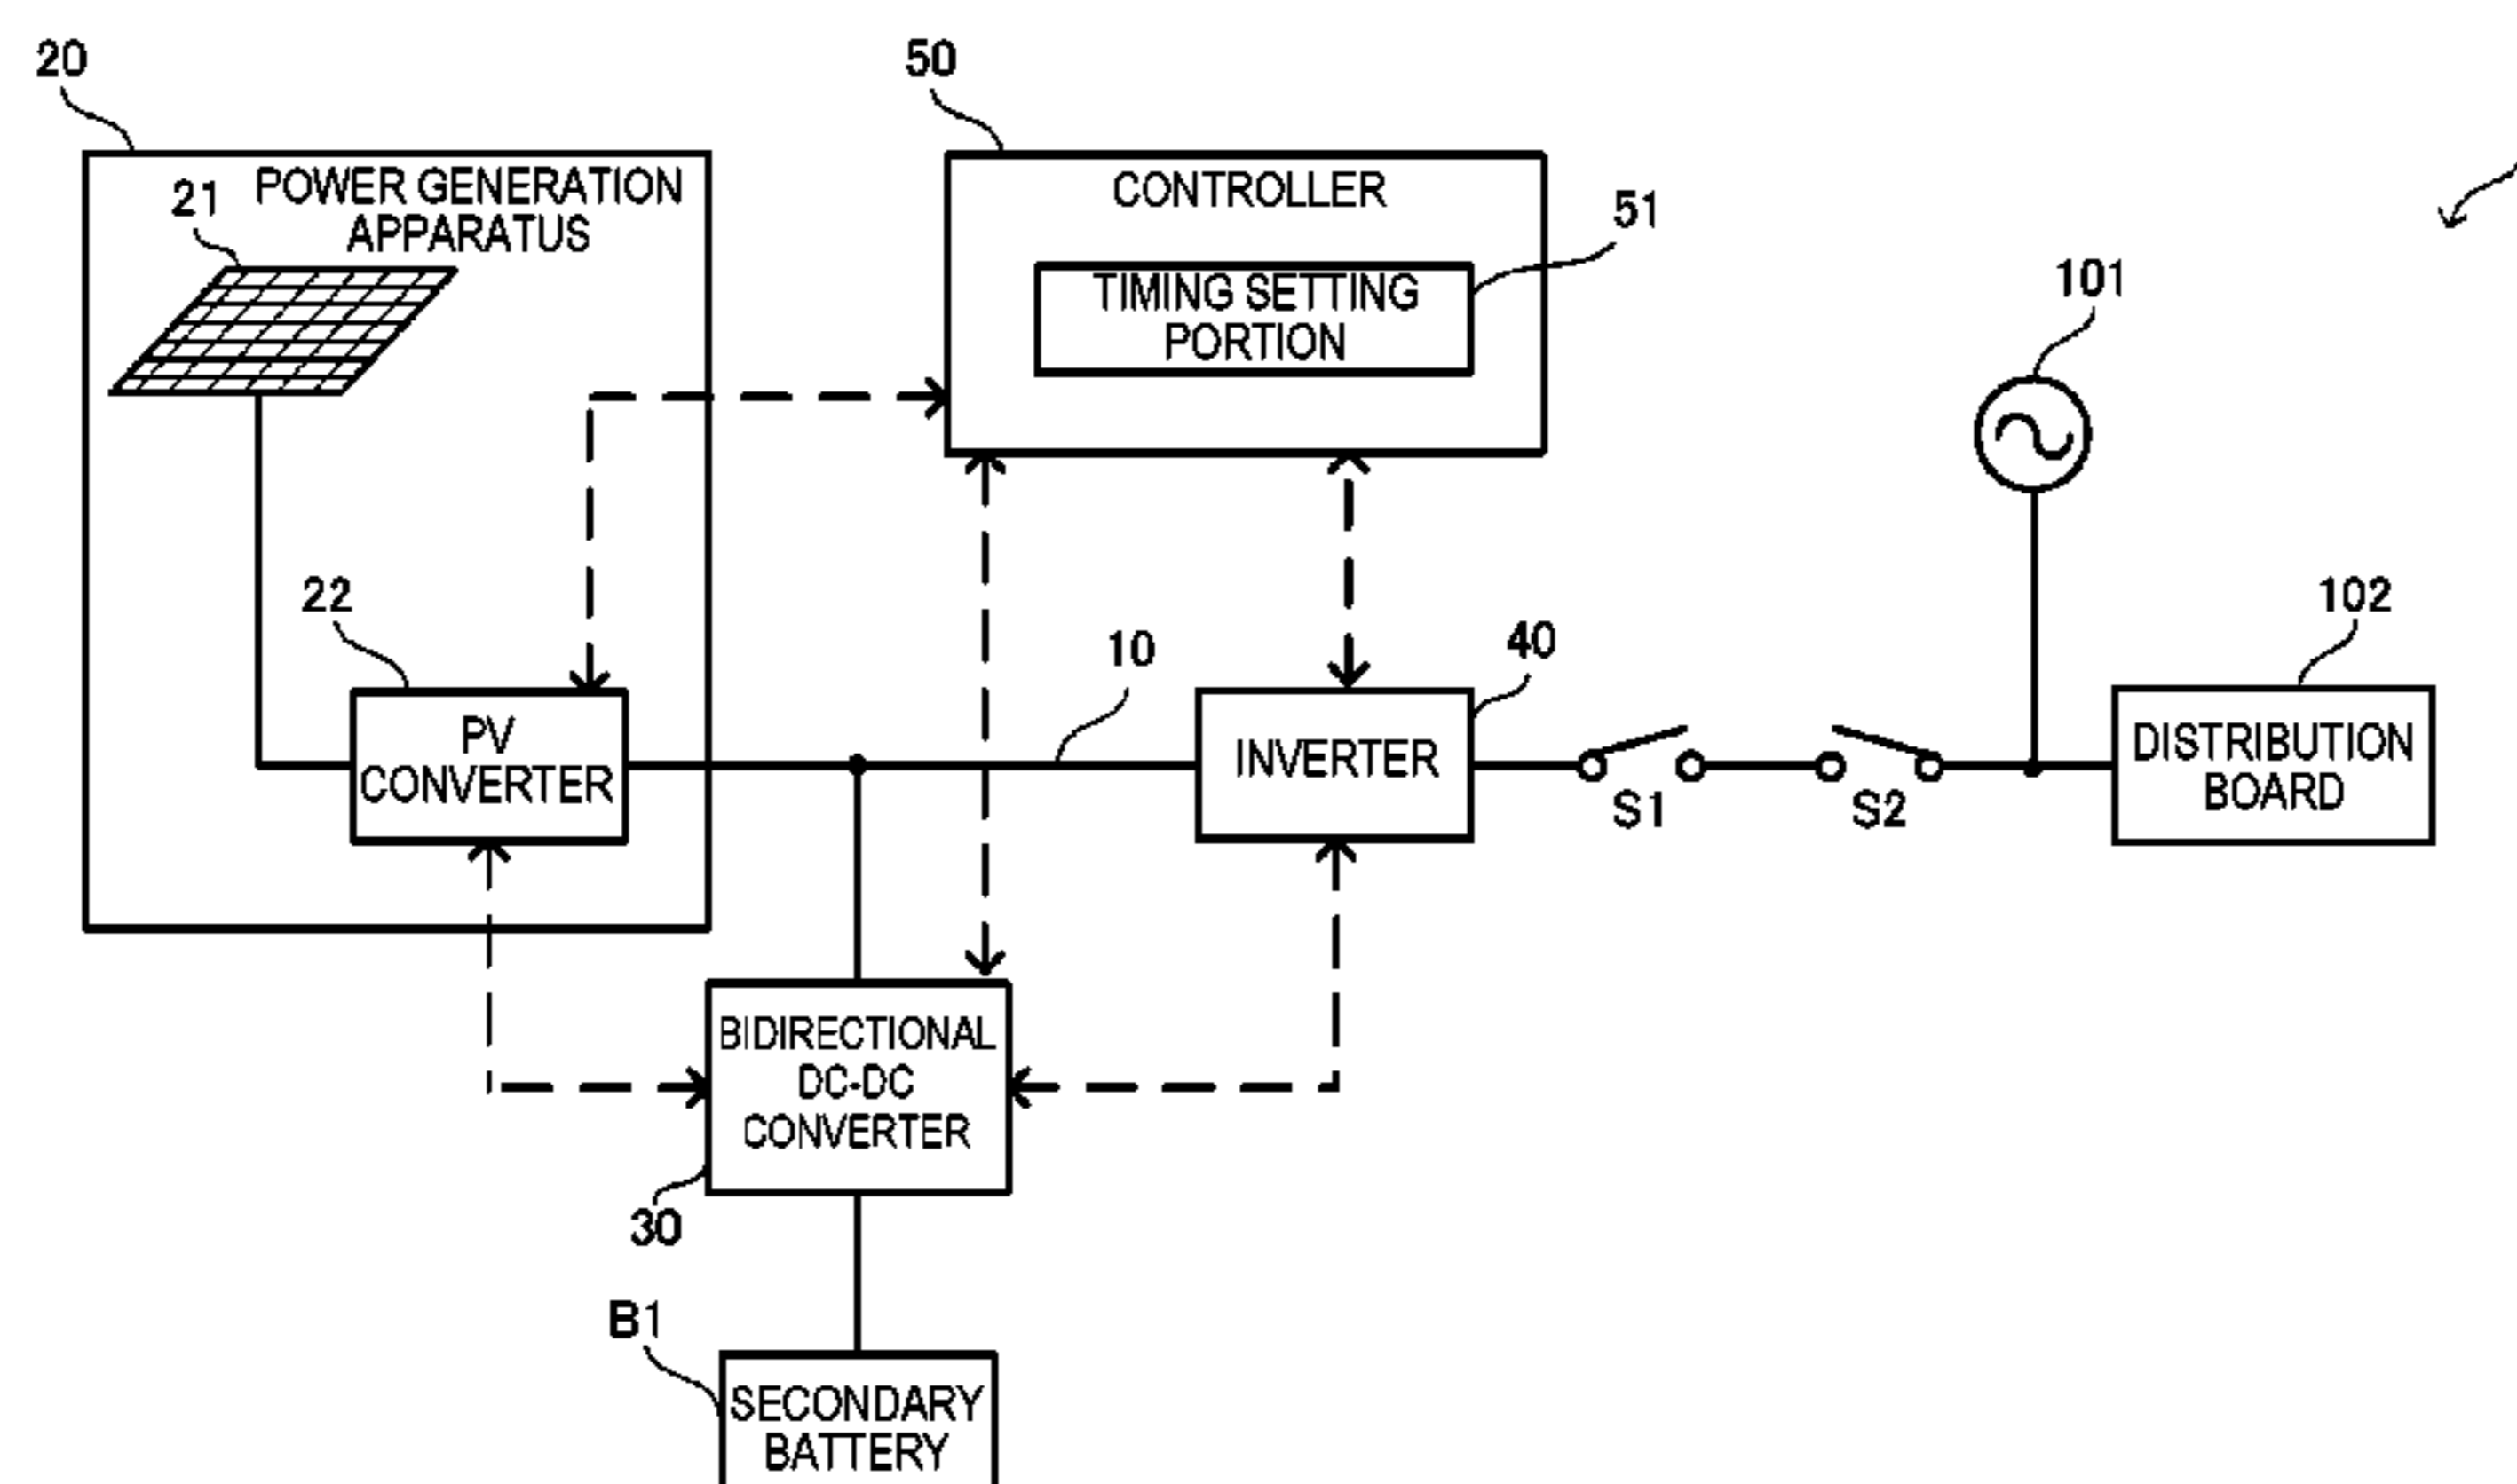 20
50
POWER GENERATION
APPARATUS
21
CONTROLLER
51
TIMING SETTING
PORTION
101
22
10
40
102
PV
CONVERTER
INVERTER
S1
S2
DISTRIBUTION
BOARD
BIDIRECTIONAL
DC-DC
CONVERTER
30
B1
SECONDARY
BATTERY